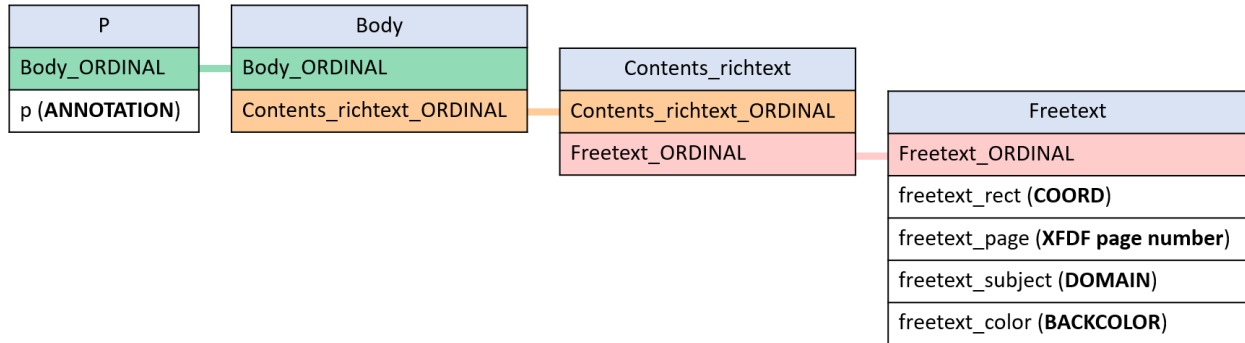 P
Body_ORDINAL
p (ANNOTATION)
Body
Body_ORDINAL
Contents_richtext_ORDINAL
Contents_richtext
Contents_richtext_ORDINAL
Freetext_ORDINAL
Freetext
Freetext_ORDINAL
freetext_rect (COORD)
freetext_page (XFDF page number)
freetext_subject (DOMAIN)
freetext_color (BACKCOLOR)